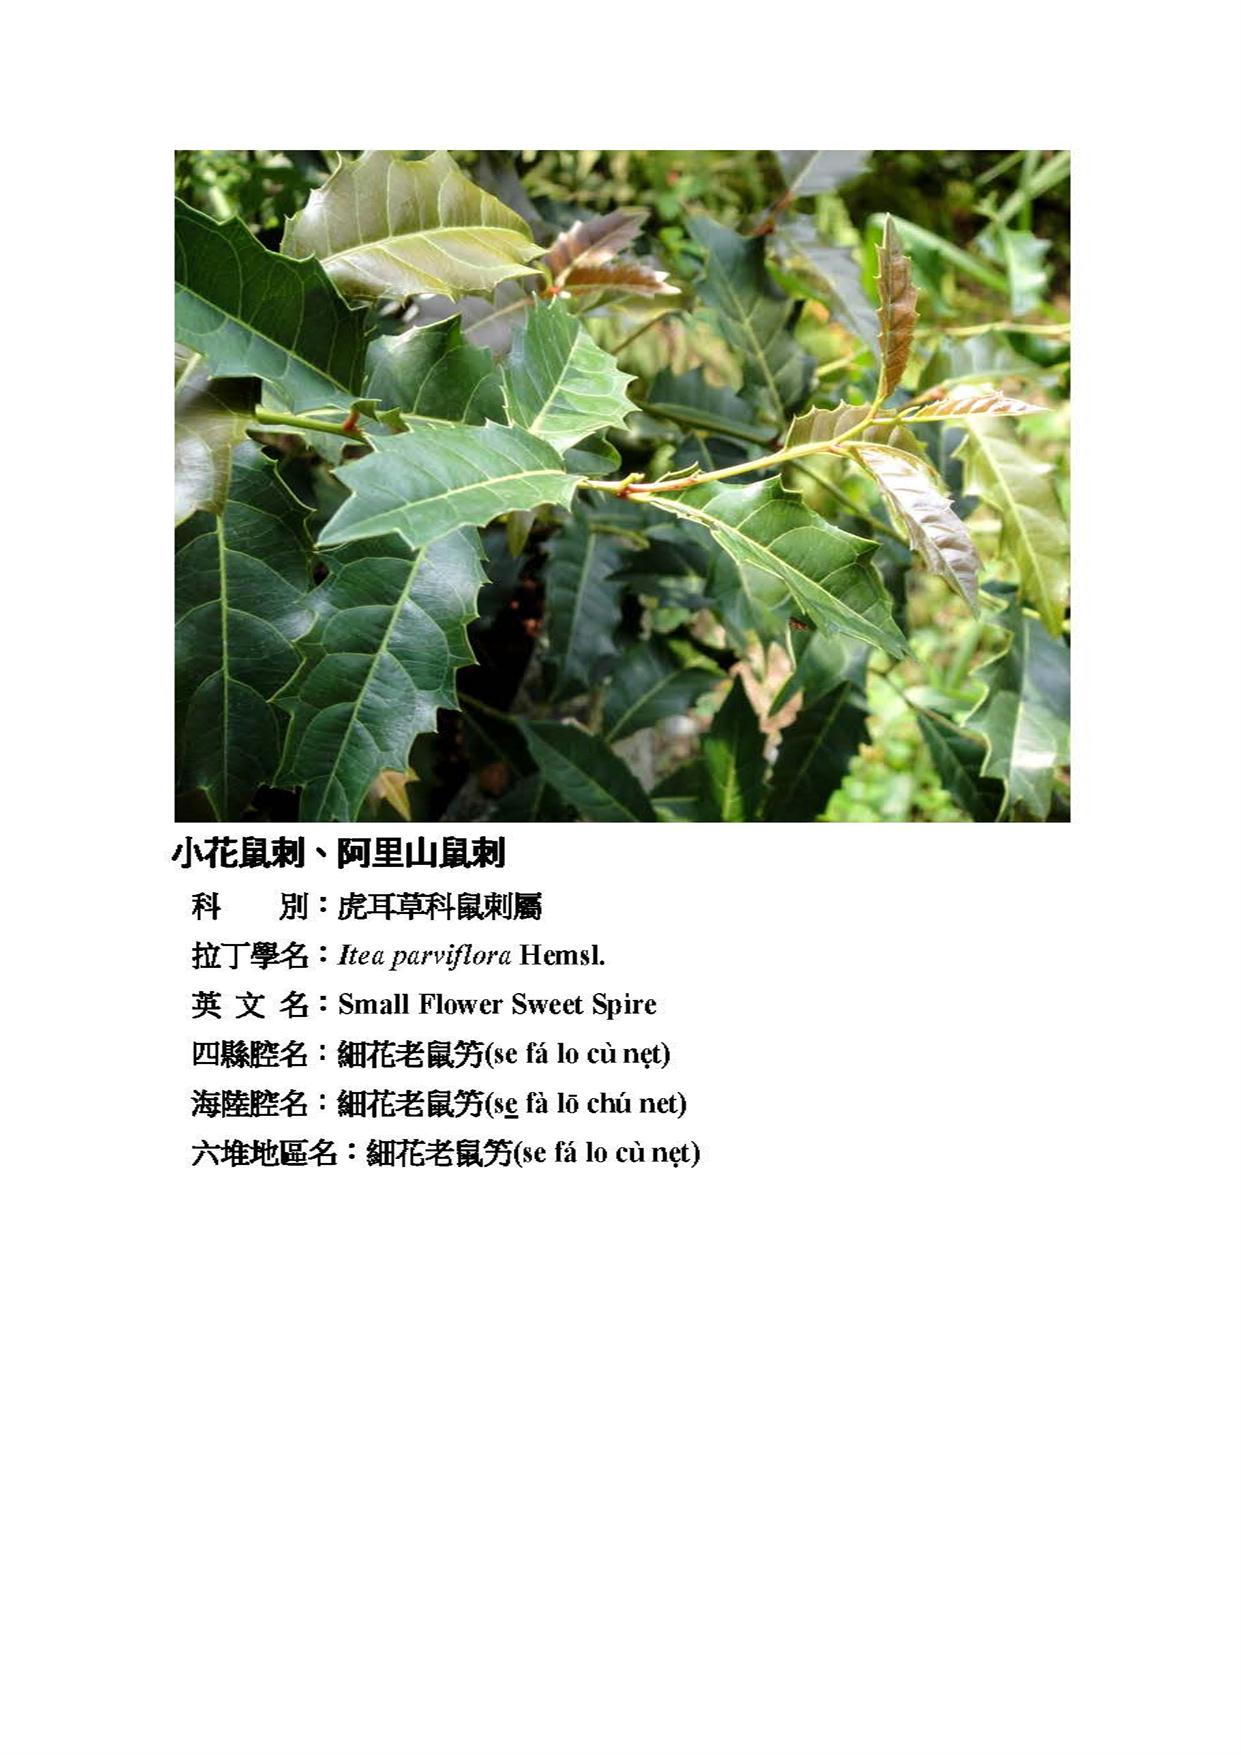 小花鼠刺、阿里山鼠刺
科　　別：虎耳草科鼠刺屬
拉丁學名：Itea parviflora Hemsl.
英 文 名：Small Flower Sweet Spire
四縣腔名：細花老鼠竻(se fá lo cù nẹt)
海陸腔名：細花老鼠竻(se̲ fà lō chú net)
六堆地區名：細花老鼠竻(se fá lo cù nẹt)